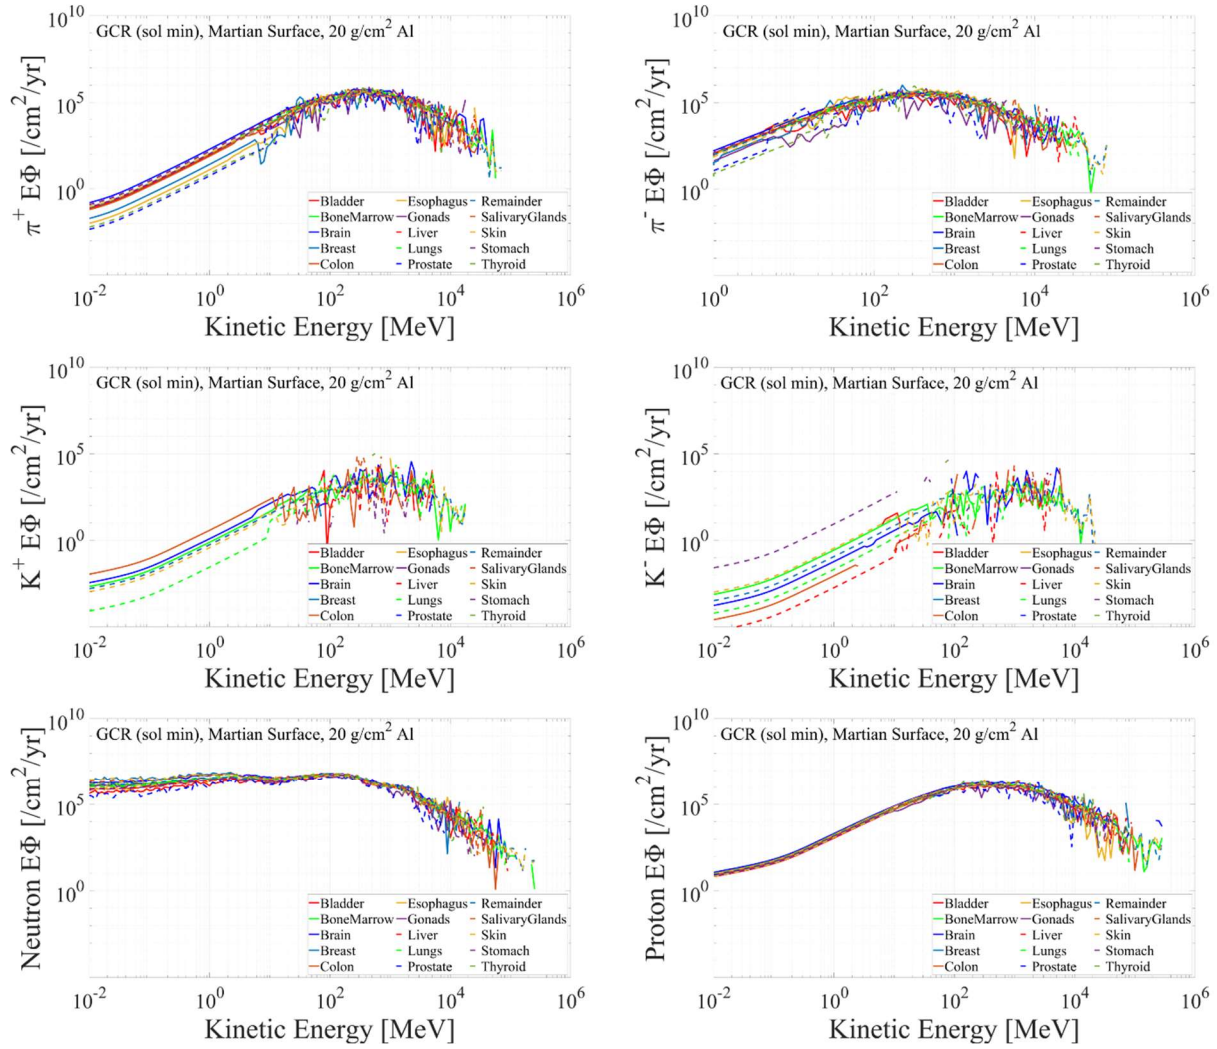 10^10
GCR (sol min), Martian Surface, 20 g/cm^2 Al
10^5
10^0
π^+ EΦ [/cm^2/yr]
Bladder Esophagus Remainder
BoneMarrow Gonads SalivaryGlands
Brain Liver Skin
Breast Lungs Stomach
Colon Prostate Thyroid
10^-2 10^0 10^2 10^4 10^6
Kinetic Energy [MeV]
10^10
GCR (sol min), Martian Surface, 20 g/cm^2 Al
10^5
10^0
π^- EΦ [/cm^2/yr]
Bladder Esophagus Remainder
BoneMarrow Gonads SalivaryGlands
Brain Liver Skin
Breast Lungs Stomach
Colon Prostate Thyroid
10^0 10^2 10^4 10^6
Kinetic Energy [MeV]
10^10
GCR (sol min), Martian Surface, 20 g/cm^2 Al
10^5
10^0
K^+ EΦ [/cm^2/yr]
Bladder Esophagus Remainder
BoneMarrow Gonads SalivaryGlands
Brain Liver Skin
Breast Lungs Stomach
Colon Prostate Thyroid
10^-2 10^0 10^2 10^4 10^6
Kinetic Energy [MeV]
10^10
GCR (sol min), Martian Surface, 20 g/cm^2 Al
10^5
10^0
K^- EΦ [/cm^2/yr]
Bladder Esophagus Remainder
BoneMarrow Gonads SalivaryGlands
Brain Liver Skin
Breast Lungs Stomach
Colon Prostate Thyroid
10^-2 10^0 10^2 10^4 10^6
Kinetic Energy [MeV]
10^10
GCR (sol min), Martian Surface, 20 g/cm^2 Al
10^5
10^0
Neutron EΦ [/cm^2/yr]
Bladder Esophagus Remainder
BoneMarrow Gonads SalivaryGlands
Brain Liver Skin
Breast Lungs Stomach
Colon Prostate Thyroid
10^-2 10^0 10^2 10^4 10^6
Kinetic Energy [MeV]
10^10
GCR (sol min), Martian Surface, 20 g/cm^2 Al
10^5
10^0
Proton EΦ [/cm^2/yr]
Bladder Esophagus Remainder
BoneMarrow Gonads SalivaryGlands
Brain Liver Skin
Breast Lungs Stomach
Colon Prostate Thyroid
10^-2 10^0 10^2 10^4 10^6
Kinetic Energy [MeV]